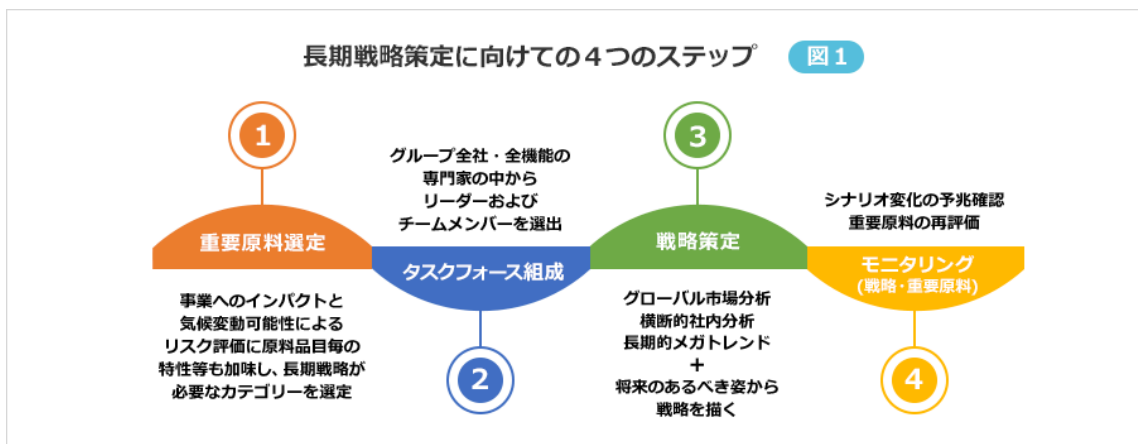 長期戦略策定に向けての4つのステップ 図1
1
重要原料選定
事業へのインパクトと
気候変動可能性による
リスク評価に原料品目毎の
特性等も加味し、長期戦略が
必要なカテゴリーを選定
グループ全社・全機能の
専門家の中から
リーダーおよび
チームメンバーを選出
タスクフォース組成
2
3
戦略策定
グローバル市場分析
横断的社内分析
長期的メガトレンド
+
将来のあるべき姿から
戦略を描く
シナリオ変化の予兆確認
重要原料の再評価
モニタリング
(戦略・重要原料)
4